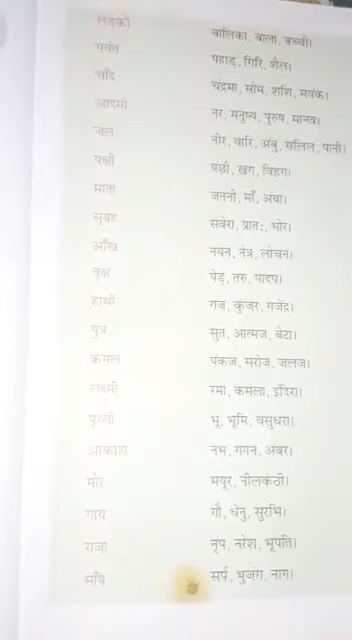 लड़की बालिका, बाला, बच्ची।
पर्वत पहाड़, गिरि, शैल।
चाँद चंद्रमा, सोम, शशि, मयंक।
आदमी नर, मनुष्य, पुरुष, मानव।
जल नीर, वारि, अंबु, सलिल, पानी।
पक्षी पंछी, खग, विहग।
माता जननी, माँ, अंबा।
सुबह सवेरा, प्रातः, भोर।
आँख नयन, नेत्र, लोचन।
वृक्ष पेड़, तरु, पादप।
हाथी गज, कुंजर, गजेंद्र।
पुत्र सुत, आत्मज, बेटा।
कमल पंकज, सरोज, जलज।
लक्ष्मी रमा, कमला, इंदिरा।
पृथ्वी भू, भूमि, वसुधरा।
आकाश नभ, गगन, अंबर।
मोर मयूर, नीलकंठी।
गाय गौ, धेनु, सुरभि।
राजा नृप, नरेश, भूपति।
साँप सर्प, भुजंग, नाग।